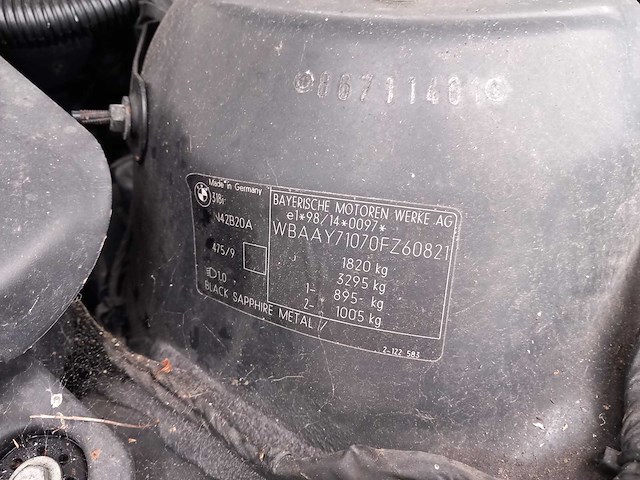 Made in Germany
318i
N42B20A
475/9
1.0
BLACK SAPPHIRE METAL
BAYERISCHE MOTOREN WERKE AG
e1*98/14*0097*
WBAAY71070FZ60821
1820 kg
3295 kg
1- 895- kg
2- 1005 kg
2-122 583